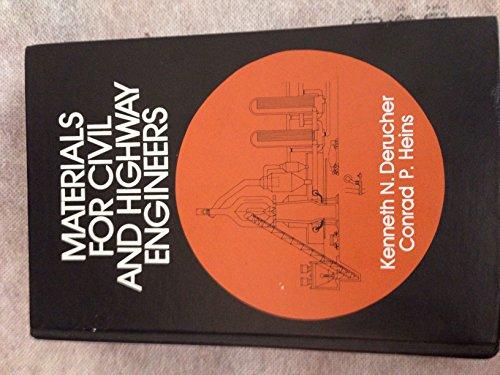 MATERIALS
FOR CIVIL
AND HIGHWAY
ENGINEERS
Kenneth N. Derucher
Conrad P. Heins